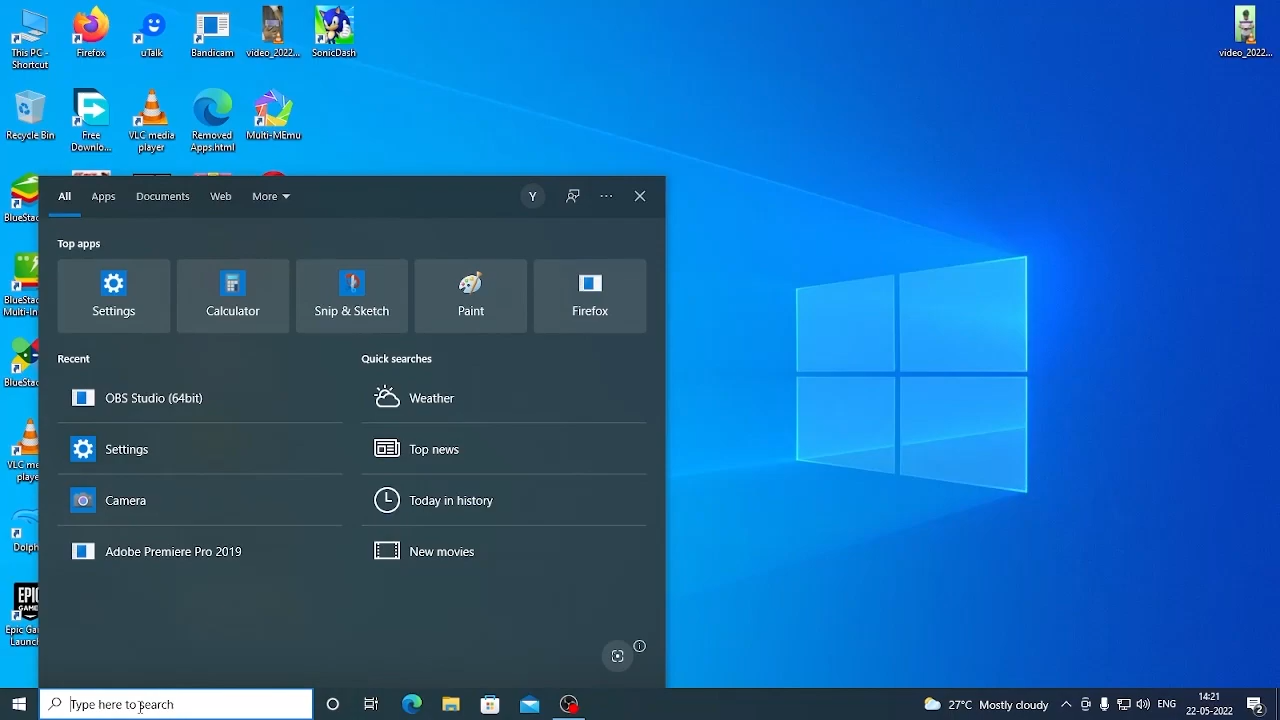 This PC -
Shortcut
Firefox
uTalk
Bandicam
video_2022...
SonicDash
video_2022...
Recycle Bin
Free
Downlo...
VLC media
player
Removed
Apps.html
Multi-MEmu
All
Apps
Documents
Web
More
Y
Top apps
Settings
Calculator
Snip & Sketch
Paint
Firefox
Recent
Quick searches
OBS Studio (64bit)
Weather
Settings
Top news
Camera
Today in history
Adobe Premiere Pro 2019
New movies
BlueStac
BlueStac
Multi-In
BlueStac
VLC me
playe
Dolph
EPIC
GAM
Epic Ga
Launch
Type here to search
27°C Mostly cloudy
ENG
14:21
22-05-2022
2